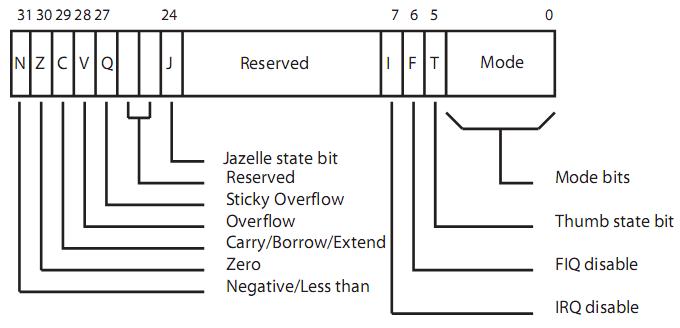 31 30 29 28 27 24 7 6 5 0
N Z C V Q J Reserved I F T Mode
Jazelle state bit
Reserved Mode bits
Sticky Overflow
Overflow Thumb state bit
Carry/Borrow/Extend
Zero FIQ disable
Negative/Less than
IRQ disable